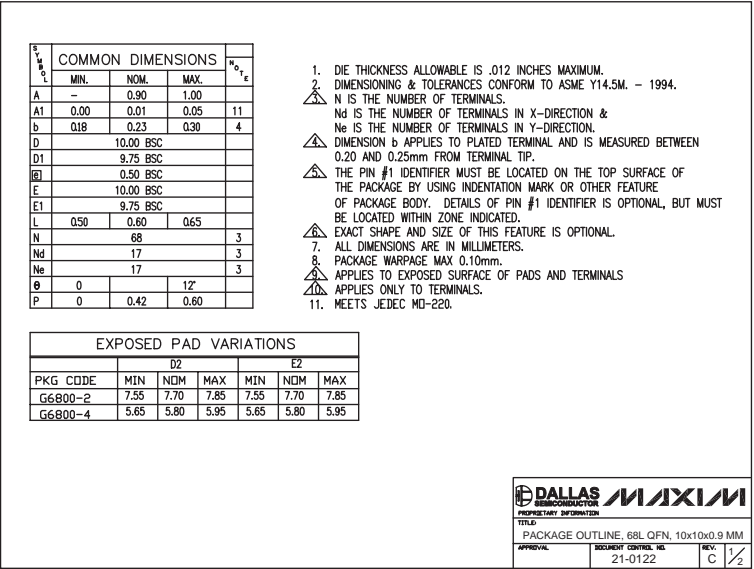 SYMBOL COMMON DIMENSIONS NOTE
MIN. NOM. MAX.
A – 0.90 1.00
A1 0.00 0.01 0.05 11
b 0.18 0.23 0.30 4
D 10.00 BSC
D1 9.75 BSC
e 0.50 BSC
E 10.00 BSC
E1 9.75 BSC
L 0.50 0.60 0.65
N 68 3
Nd 17 3
Ne 17 3
θ 0 12°
P 0 0.42 0.60
1. DIE THICKNESS ALLOWABLE IS .012 INCHES MAXIMUM.
2. DIMENSIONING & TOLERANCES CONFORM TO ASME Y14.5M. – 1994.
3. N IS THE NUMBER OF TERMINALS.
Nd IS THE NUMBER OF TERMINALS IN X-DIRECTION &
Ne IS THE NUMBER OF TERMINALS IN Y-DIRECTION.
4. DIMENSION b APPLIES TO PLATED TERMINAL AND IS MEASURED BETWEEN
0.20 AND 0.25mm FROM TERMINAL TIP.
5. THE PIN #1 IDENTIFIER MUST BE LOCATED ON THE TOP SURFACE OF
THE PACKAGE BY USING INDENTATION MARK OR OTHER FEATURE
OF PACKAGE BODY. DETAILS OF PIN #1 IDENTIFIER IS OPTIONAL, BUT MUST
BE LOCATED WITHIN ZONE INDICATED.
6. EXACT SHAPE AND SIZE OF THIS FEATURE IS OPTIONAL.
7. ALL DIMENSIONS ARE IN MILLIMETERS.
8. PACKAGE WARPAGE MAX 0.10mm.
9. APPLIES TO EXPOSED SURFACE OF PADS AND TERMINALS
10. APPLIES ONLY TO TERMINALS.
11. MEETS JEDEC MO-220.
EXPOSED PAD VARIATIONS
D2 E2
PKG CODE MIN NOM MAX MIN NOM MAX
G6800-2 7.55 7.70 7.85 7.55 7.70 7.85
G6800-4 5.65 5.80 5.95 5.65 5.80 5.95
DALLAS SEMICONDUCTOR MAXIM
PROPRIETARY INFORMATION
TITLE:
PACKAGE OUTLINE, 68L QFN, 10x10x0.9 MM
APPROVAL DOCUMENT CONTROL NO. REV.
21-0122 C 1/2